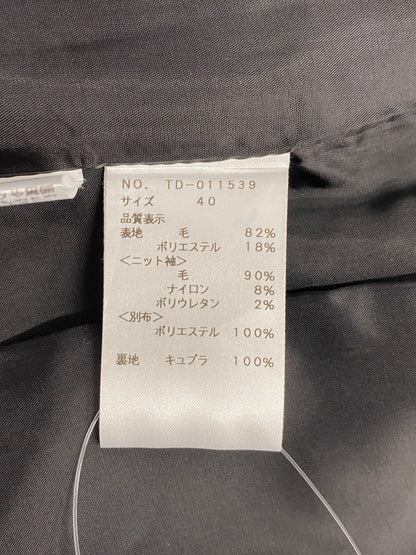 NO. TD-011539
サイズ 40
品質表示
表地 毛 82%
ポリエステル 18%
<ニット袖>
毛 90%
ナイロン 8%
ポリウレタン 2%
<別布>
ポリエステル 100%
裏地 キュプラ 100%